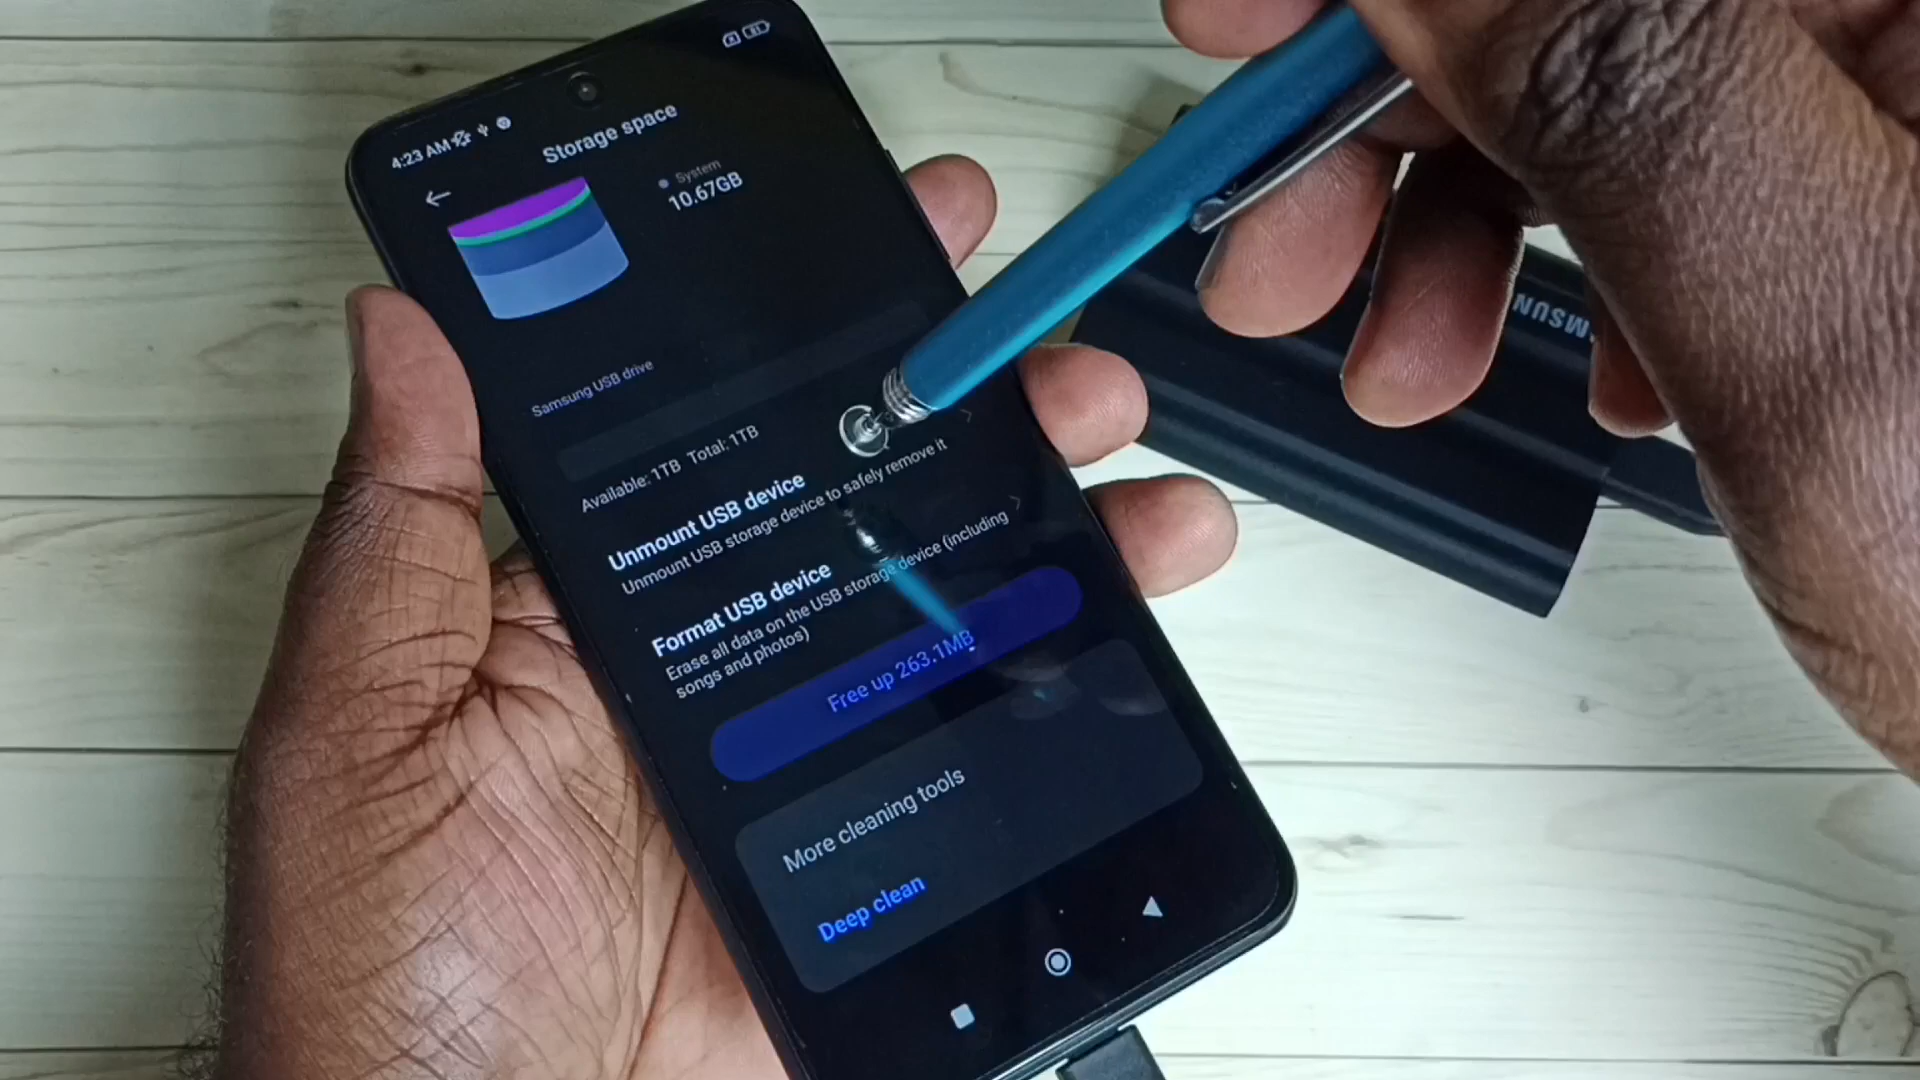 4:23 AM
Storage space
System
10.67GB
Samsung USB drive
Available: 1TB Total: 1TB
Unmount USB device
Unmount USB storage device to safely remove it
Format USB device
Erase all data on the USB storage device (including
songs and photos)
Free up 263.1MB
More cleaning tools
Deep clean
AMSUN